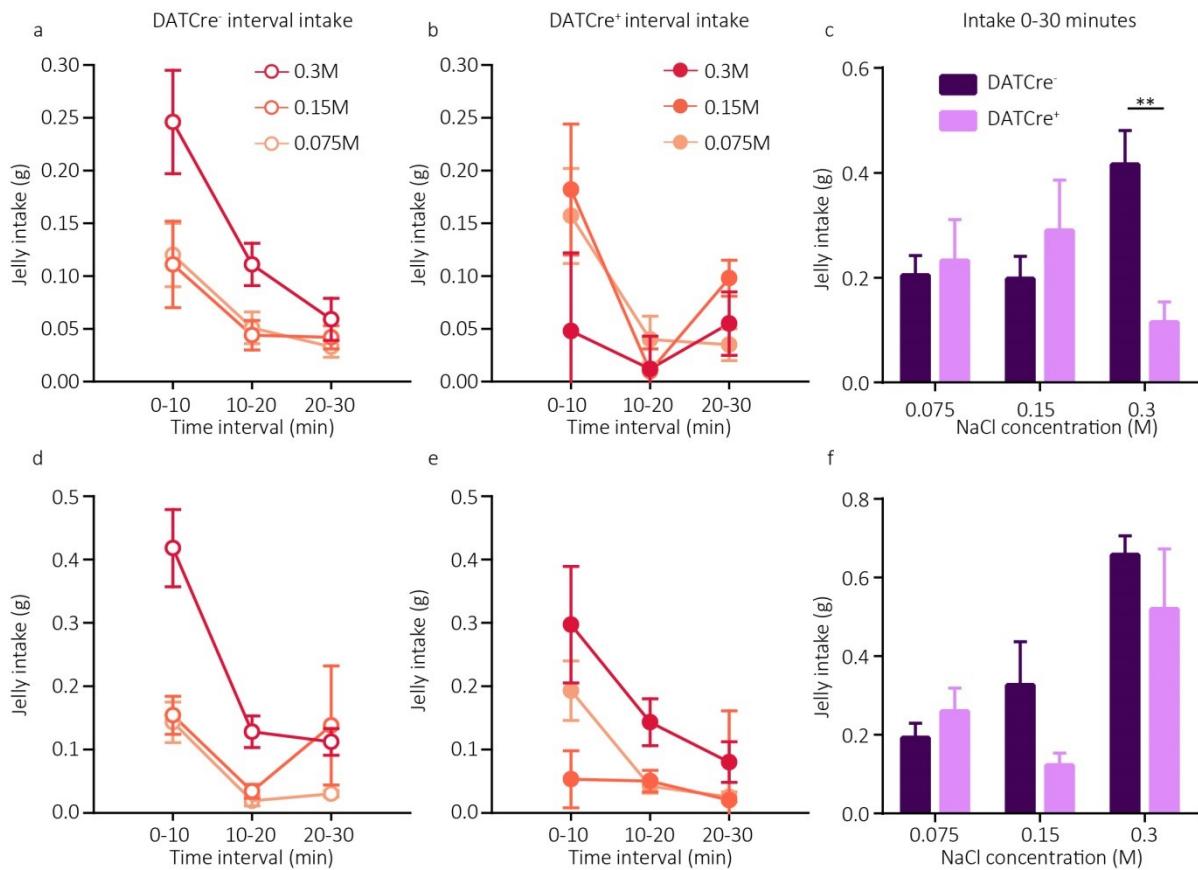 DATCre⁻ interval intake
DATCre⁺ interval intake
Intake 0-30 minutes
a
0.30
0.25
0.20
0.15
0.10
0.05
0.00
Jelly intake (g)
0.3M
0.15M
0.075M
0-10
10-20
20-30
Time interval (min)
b
0.30
0.25
0.20
0.15
0.10
0.05
0.00
Jelly intake (g)
0.3M
0.15M
0.075M
0-10
10-20
20-30
Time interval (min)
c
0.6
0.4
0.2
0.0
Jelly intake (g)
DATCre⁻
DATCre⁺
**
0.075
0.15
0.3
NaCl concentration (M)
d
0.5
0.4
0.3
0.2
0.1
0.0
Jelly intake (g)
0-10
10-20
20-30
Time interval (min)
e
0.5
0.4
0.3
0.2
0.1
0.0
Jelly intake (g)
0-10
10-20
20-30
Time interval (min)
f
0.8
0.6
0.4
0.2
0.0
Jelly intake (g)
0.075
0.15
0.3
NaCl concentration (M)